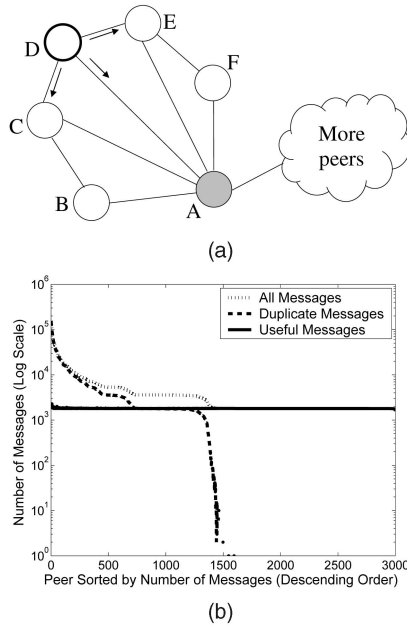 D
E
F
C
B
A
More
peers
(a)
10^6
10^5
10^4
10^3
10^2
10^1
10^0
Number of Messages (Log Scale)
All Messages
Duplicate Messages
Useful Messages
0 500 1000 1500 2000 2500 3000
Peer Sorted by Number of Messages (Descending Order)
(b)